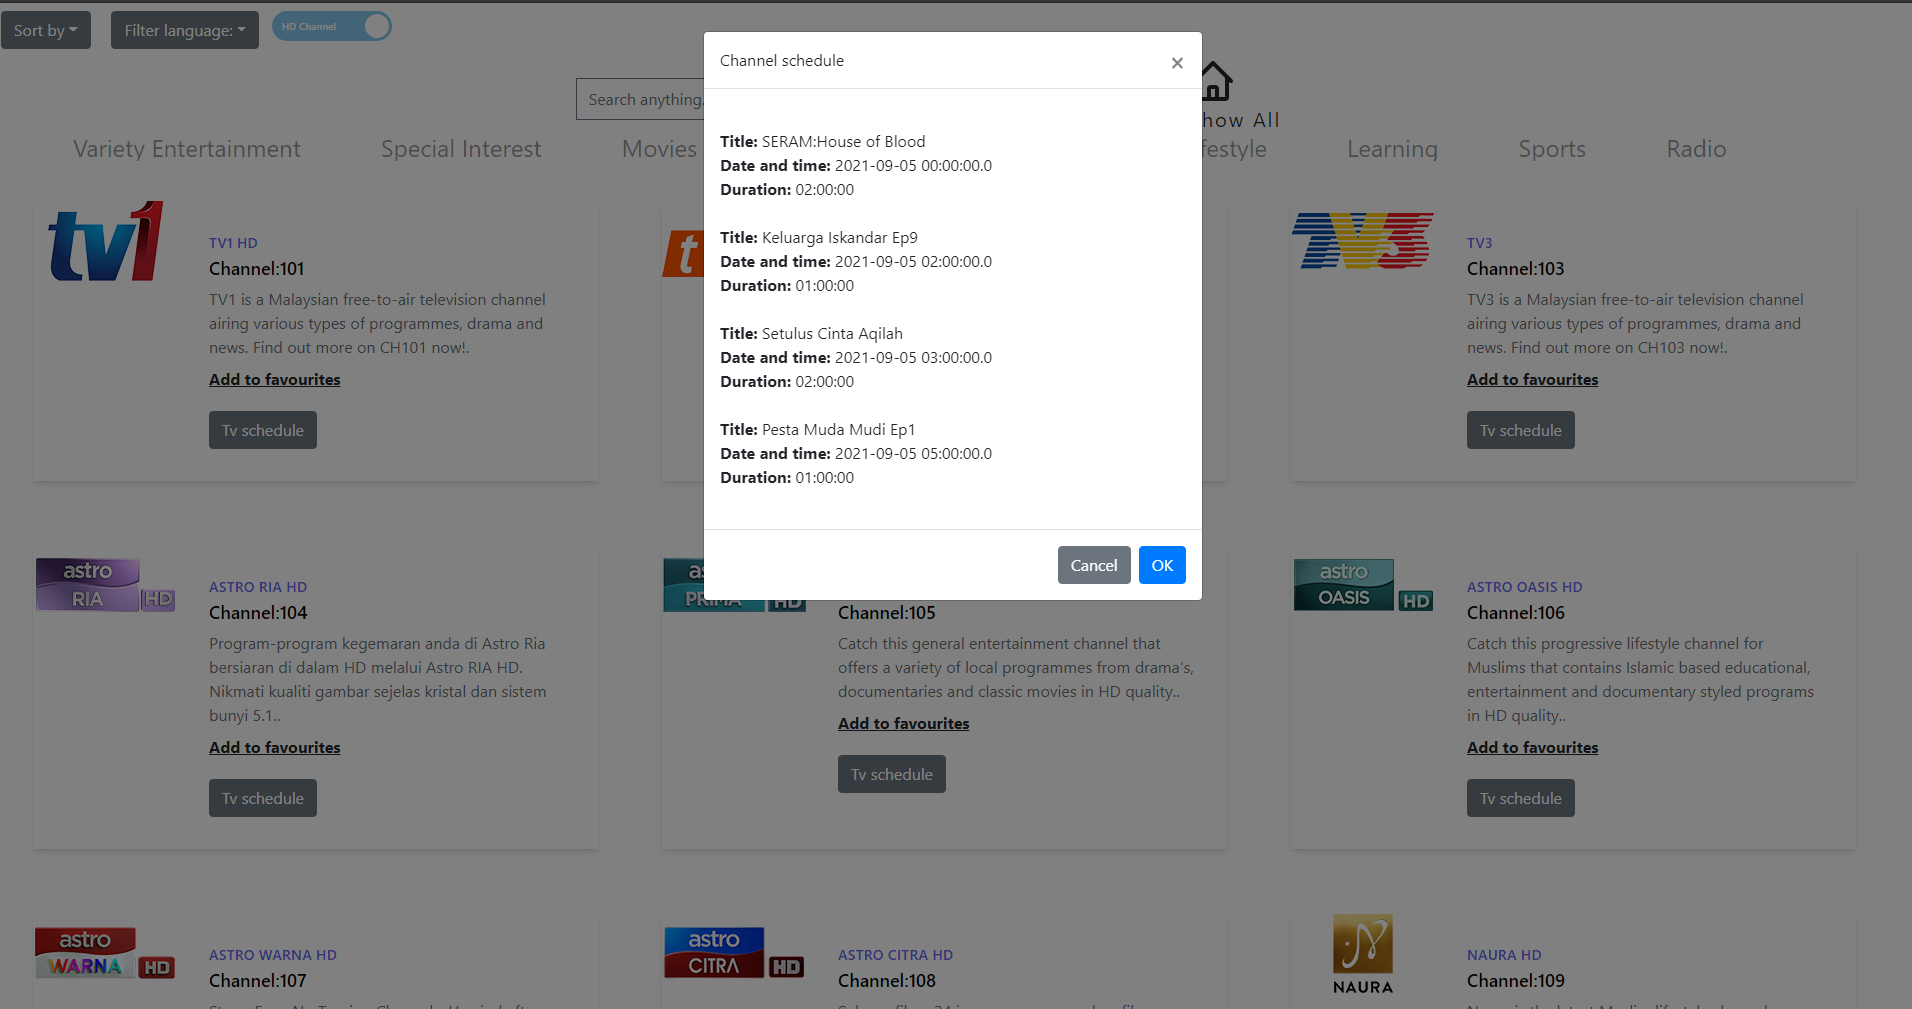 Sort by
Filter language:
HD Channel
Search anything.
how All
Variety Entertainment
Special Interest
Movies
festyle
Learning
Sports
Radio
Channel schedule
×
Title: SERAM:House of Blood
Date and time: 2021-09-05 00:00:00.0
Duration: 02:00:00
Title: Keluarga Iskandar Ep9
Date and time: 2021-09-05 02:00:00.0
Duration: 01:00:00
Title: Setulus Cinta Aqilah
Date and time: 2021-09-05 03:00:00.0
Duration: 02:00:00
Title: Pesta Muda Mudi Ep1
Date and time: 2021-09-05 05:00:00.0
Duration: 01:00:00
Cancel
OK
tv1
TV1 HD
Channel:101
TV1 is a Malaysian free-to-air television channel
airing various types of programmes, drama and
news. Find out more on CH101 now!.
Add to favourites
Tv schedule
t
TV3
TV3
Channel:103
TV3 is a Malaysian free-to-air television channel
airing various types of programmes, drama and
news. Find out more on CH103 now!.
Add to favourites
Tv schedule
astro
RIA HD
ASTRO RIA HD
Channel:104
Program-program kegemaran anda di Astro Ria
bersiaran di dalam HD melalui Astro RIA HD.
Nikmati kualiti gambar sejelas kristal dan sistem
bunyi 5.1..
Add to favourites
Tv schedule
as
PRIMA HD
Channel:105
Catch this general entertainment channel that
offers a variety of local programmes from drama's,
documentaries and classic movies in HD quality..
Add to favourites
Tv schedule
astro
OASIS HD
ASTRO OASIS HD
Channel:106
Catch this progressive lifestyle channel for
Muslims that contains Islamic based educational,
entertainment and documentary styled programs
in HD quality..
Add to favourites
Tv schedule
astro
WARNA HD
ASTRO WARNA HD
Channel:107
astro
CITRA HD
ASTRO CITRA HD
Channel:108
NAURA
NAURA HD
Channel:109